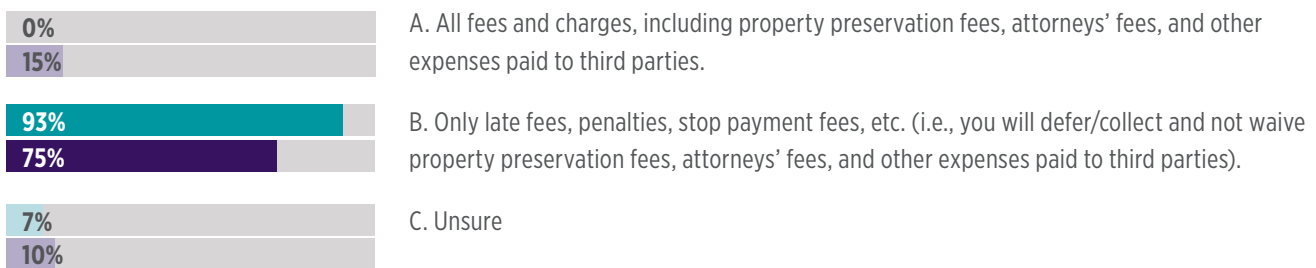 0%
15%
A. All fees and charges, including property preservation fees, attorneys’ fees, and other
expenses paid to third parties.
93%
75%
B. Only late fees, penalties, stop payment fees, etc. (i.e., you will defer/collect and not waive
property preservation fees, attorneys’ fees, and other expenses paid to third parties).
7%
10%
C. Unsure